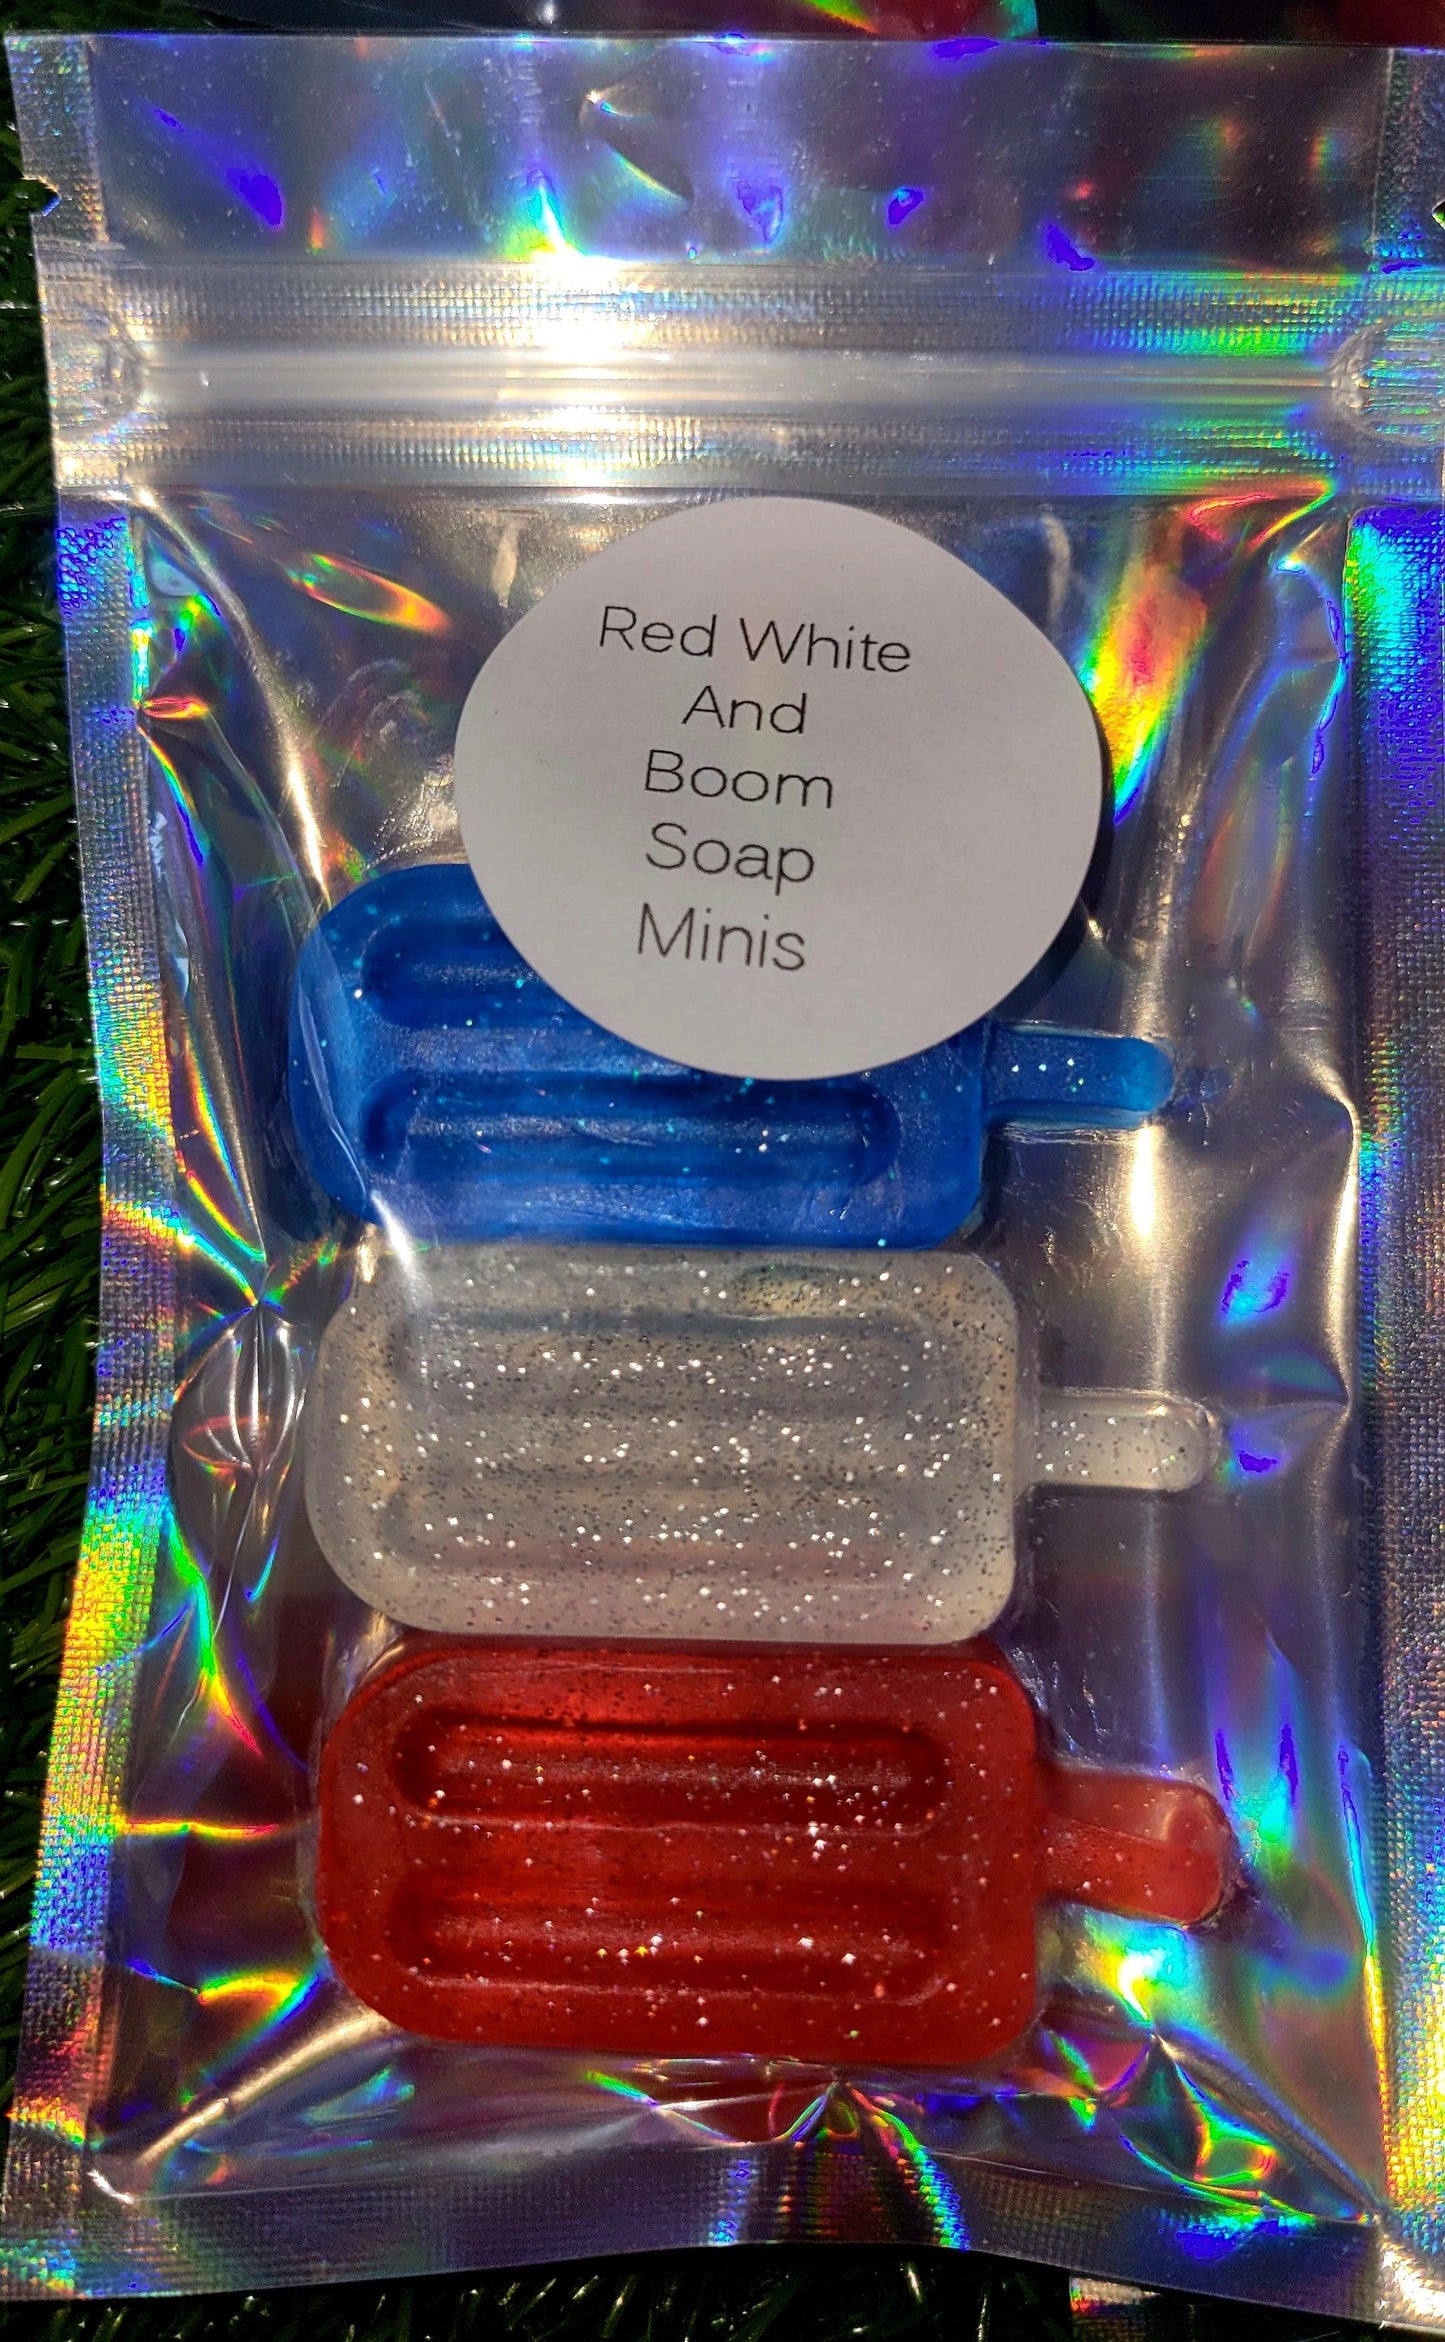 Red White
And
Boom
Soap
Minis